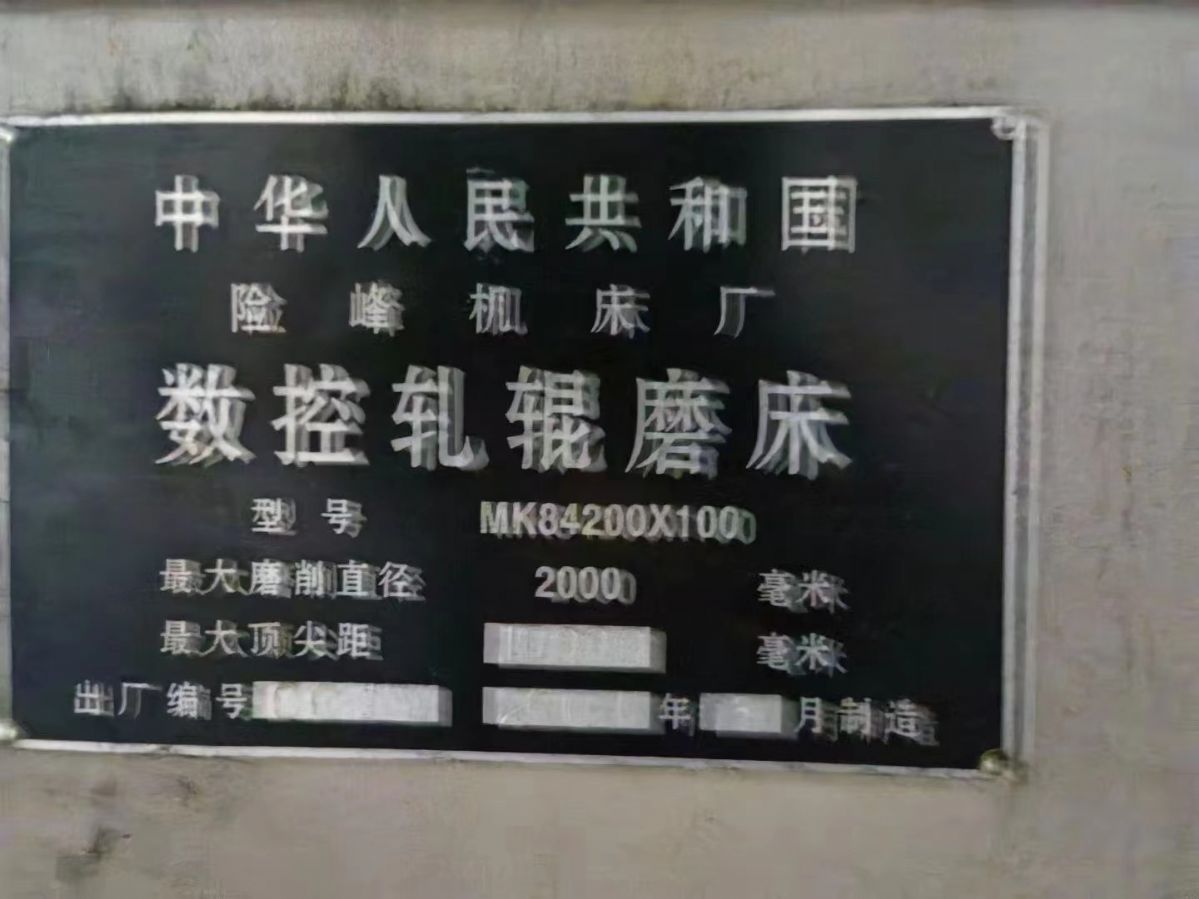 中华人民共和国
险峰机床厂
数控轧辊磨床
型号 MK84200X100
最大磨削直径 2000 毫米
最大顶尖距 毫米
出厂编号 年 月制造